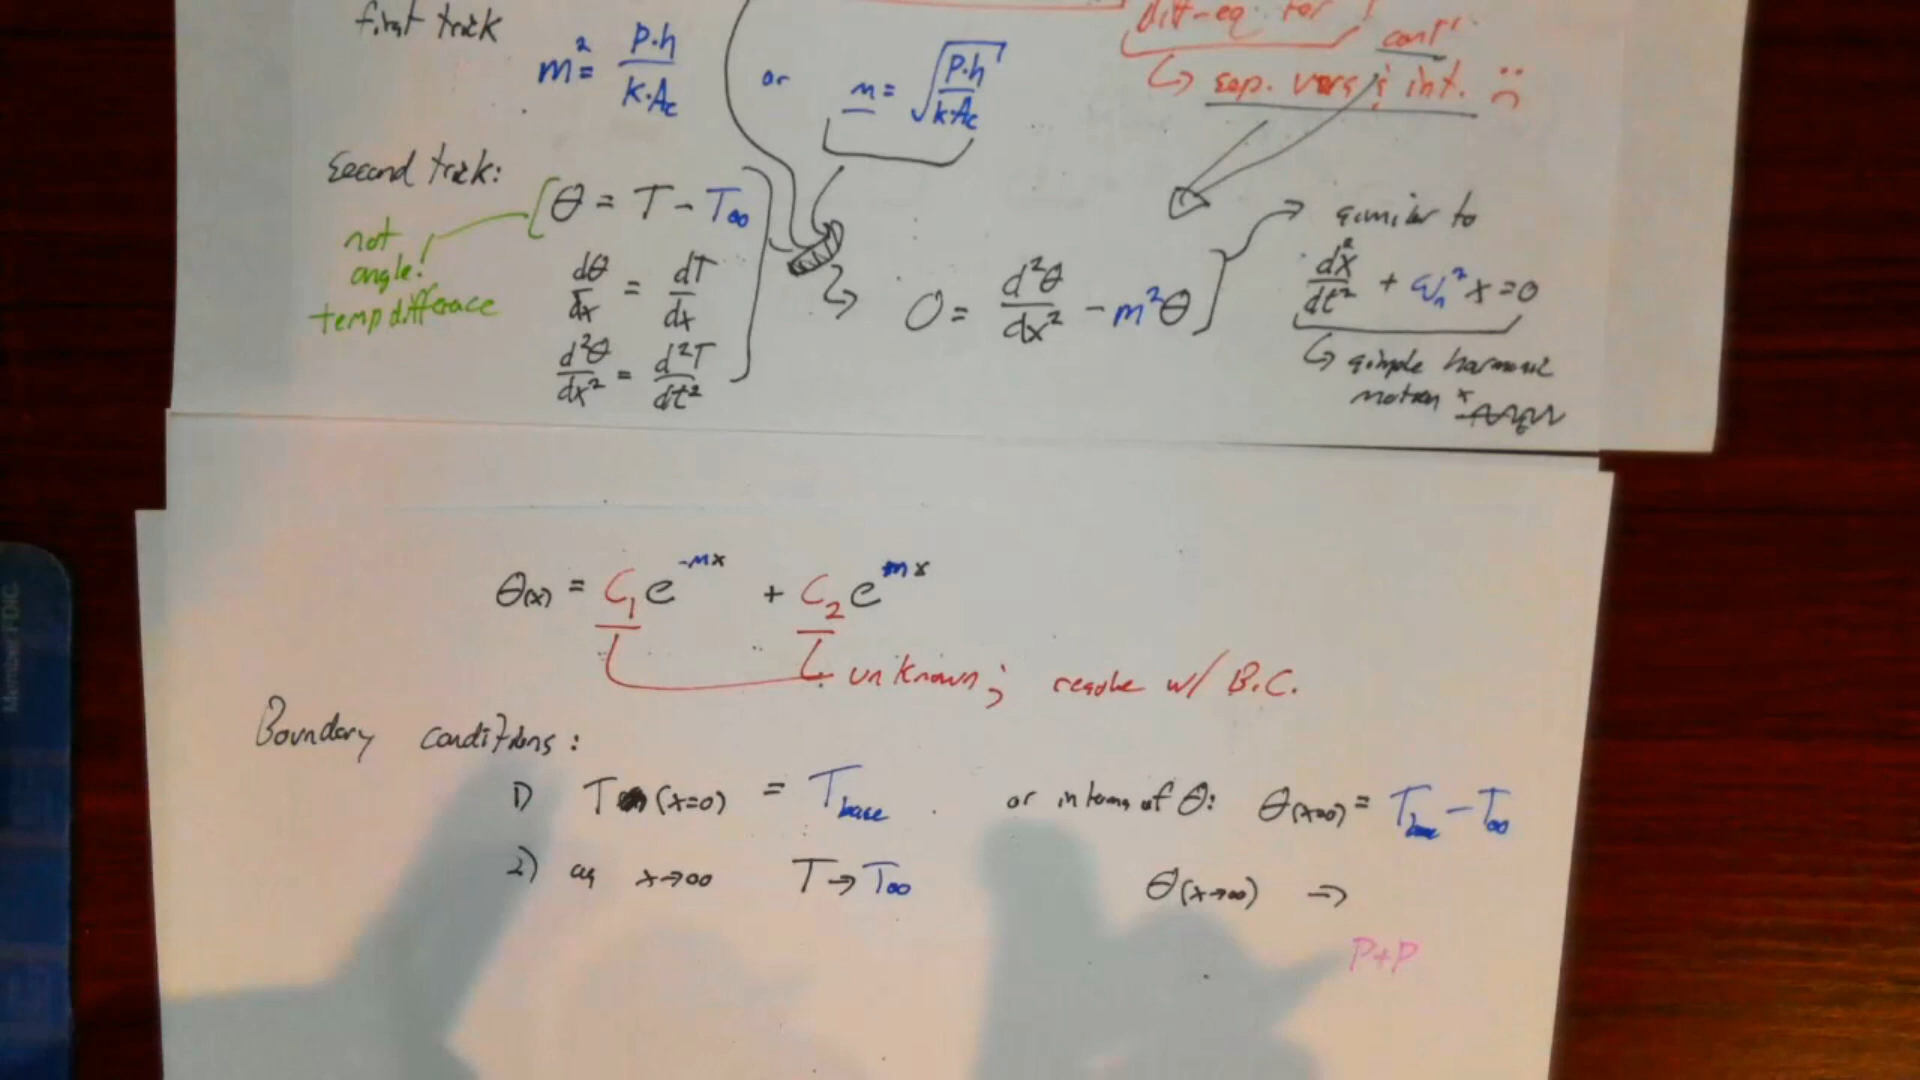 first trick
m² = P·h / k·Ac or m = √(P·h / k·Ac)
diff-eq for
cont'
↳ sep. vars & int. :(
Second trick:
θ = T - T∞
not
angle!
temp difference
dθ/dx = dT/dx
d²θ/dx² = d²T/dt²
0 = d²θ/dx² - m²θ
similar to
d²x/dt² + ωn²x = 0
↳ simple harmonic
motion x
t
θ(x) = C₁e^-mx + C₂e^mx
unknown; resolve w/ B.C.
Boundary conditions:
1) T (x=0) = Tbase or in terms of θ: θ(x=0) = Tbase - T∞
2) as x→∞ T→T∞ θ(x→∞) ⇒
P+P
Member FDIC